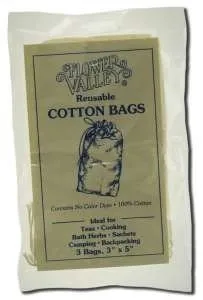 FLOWER
VALLEY
Reusable
COTTON BAGS
Contains No Color Dyes • 100% Cotton
Ideal for
Teas • Cooking
Bath Herbs • Sachets
Camping • Backpacking
3 Bags, 3" x 5"